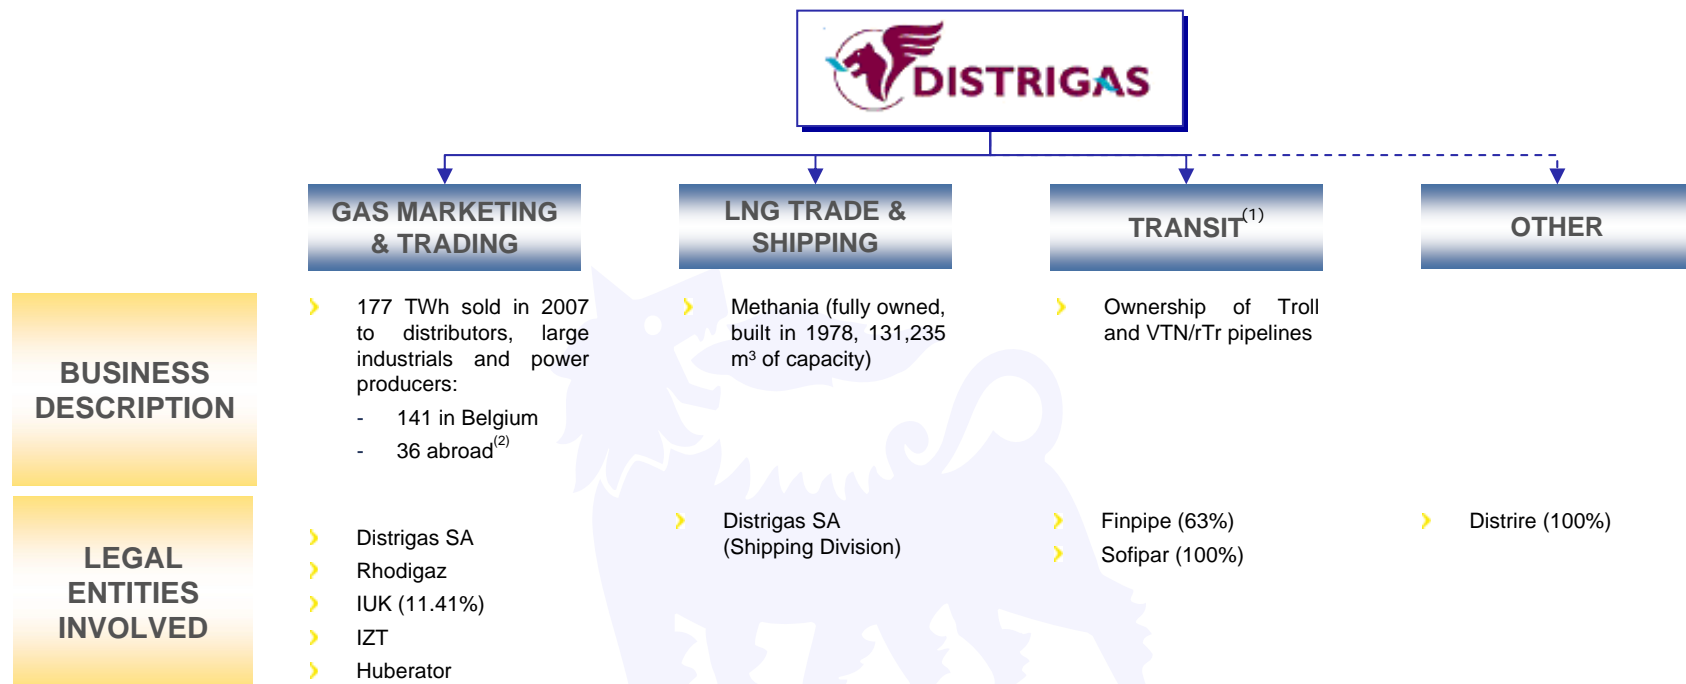 DISTRIGAS
GAS MARKETING
& TRADING
LNG TRADE &
SHIPPING
TRANSIT(1)
OTHER
BUSINESS
DESCRIPTION
177 TWh sold in 2007
to distributors, large
industrials and power
producers:
- 141 in Belgium
- 36 abroad(2)
Methania (fully owned,
built in 1978, 131,235
m³ of capacity)
Ownership of Troll
and VTN/rTr pipelines
LEGAL
ENTITIES
INVOLVED
Distrigas SA
Rhodigaz
IUK (11.41%)
IZT
Huberator
Distrigas SA
(Shipping Division)
Finpipe (63%)
Sofipar (100%)
Distrire (100%)